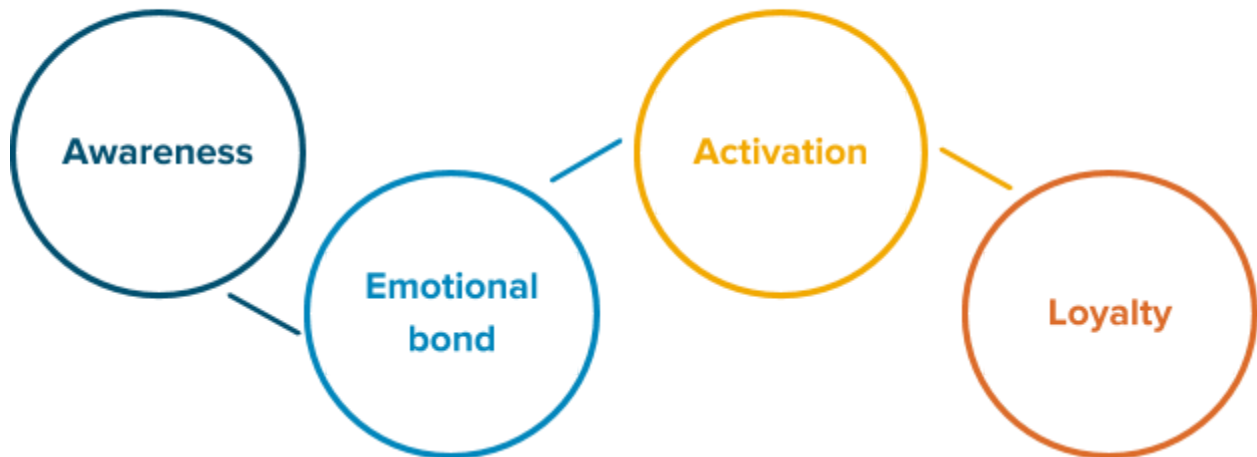 Awareness
Emotional
bond
Activation
Loyalty